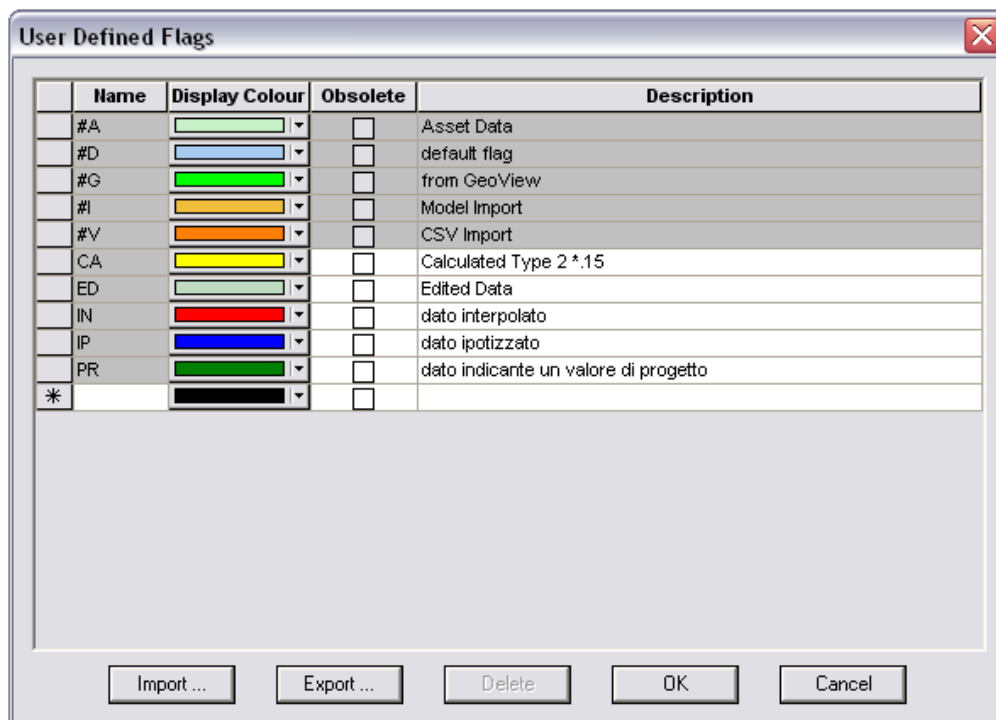 User Defined Flags
Name Display Colour Obsolete Description
#A Asset Data
#D default flag
#G from GeoView
#I Model Import
#V CSV Import
CA Calculated Type 2 *.15
ED Edited Data
IN dato interpolato
IP dato ipotizzato
PR dato indicante un valore di progetto
*
Import ... Export ... Delete OK Cancel